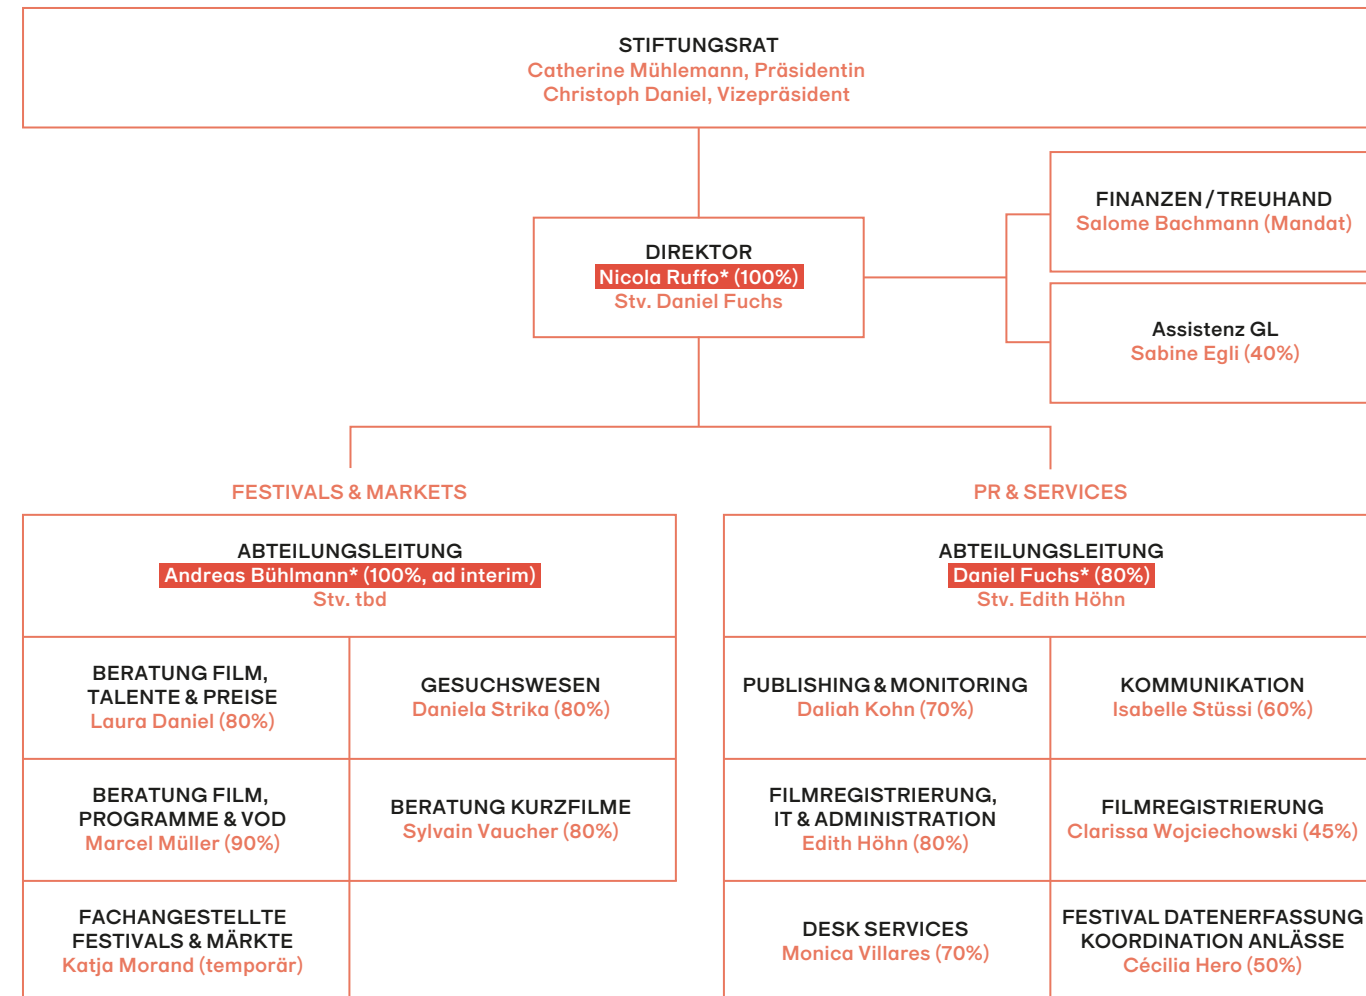 STIFTUNGSRAT
Catherine Mühlemann, Präsidentin
Christoph Daniel, Vizepräsident
FINANZEN / TREUHAND
Salome Bachmann (Mandat)
DIREKTOR
Nicola Ruffo* (100%)
Stv. Daniel Fuchs
Assistenz GL
Sabine Egli (40%)
FESTIVALS & MARKETS
ABTEILUNGSLEITUNG
Andreas Bühlmann* (100%, ad interim)
Stv. tbd
BERATUNG FILM,
TALENTE & PREISE
Laura Daniel (80%)
GESUCHSWESEN
Daniela Strika (80%)
BERATUNG FILM,
PROGRAMME & VOD
Marcel Müller (90%)
BERATUNG KURZFILME
Sylvain Vaucher (80%)
FACHANGESTELLTE
FESTIVALS & MÄRKTE
Katja Morand (temporär)
PR & SERVICES
ABTEILUNGSLEITUNG
Daniel Fuchs* (80%)
Stv. Edith Höhn
PUBLISHING & MONITORING
Daliah Kohn (70%)
KOMMUNIKATION
Isabelle Stüssi (60%)
FILMREGISTRIERUNG,
IT & ADMINISTRATION
Edith Höhn (80%)
FILMREGISTRIERUNG
Clarissa Wojciechowski (45%)
DESK SERVICES
Monica Villares (70%)
FESTIVAL DATENERFASSUNG
KOORDINATION ANLÄSSE
Cécilia Hero (50%)